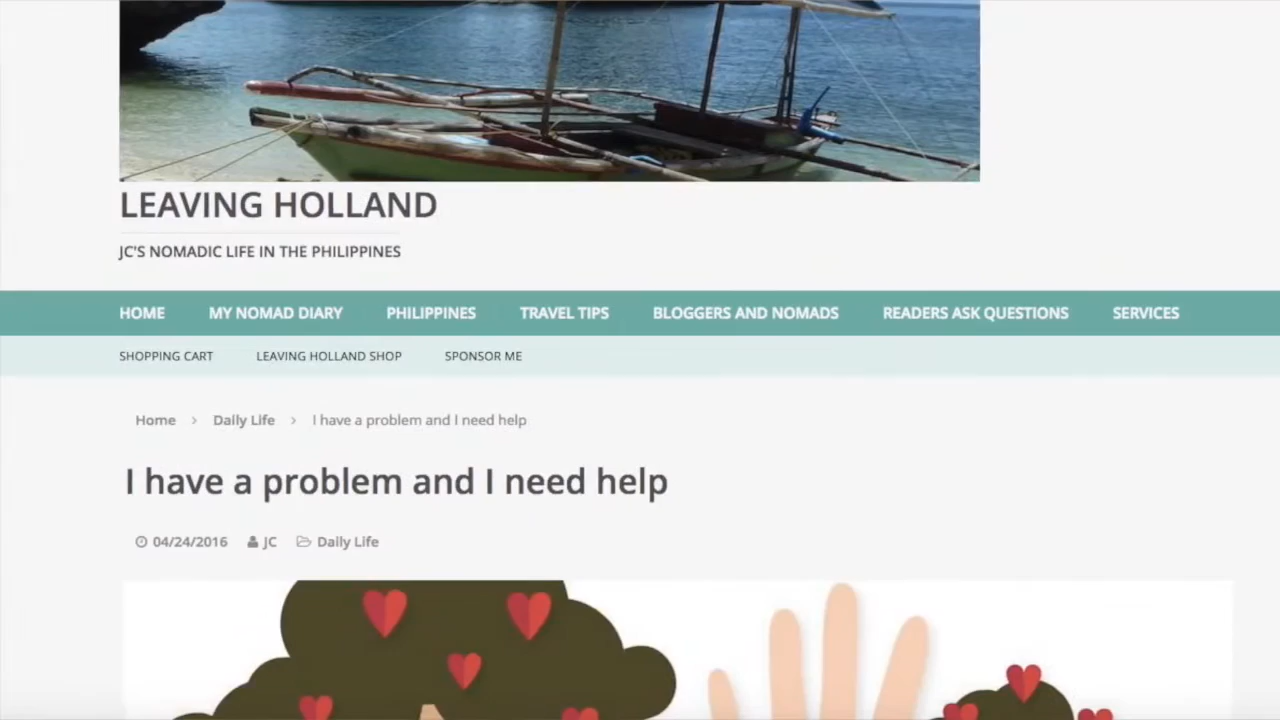 LEAVING HOLLAND
JC'S NOMADIC LIFE IN THE PHILIPPINES
HOME MY NOMAD DIARY PHILIPPINES TRAVEL TIPS BLOGGERS AND NOMADS READERS ASK QUESTIONS SERVICES
SHOPPING CART LEAVING HOLLAND SHOP SPONSOR ME
Home > Daily Life > I have a problem and I need help
I have a problem and I need help
04/24/2016 JC Daily Life